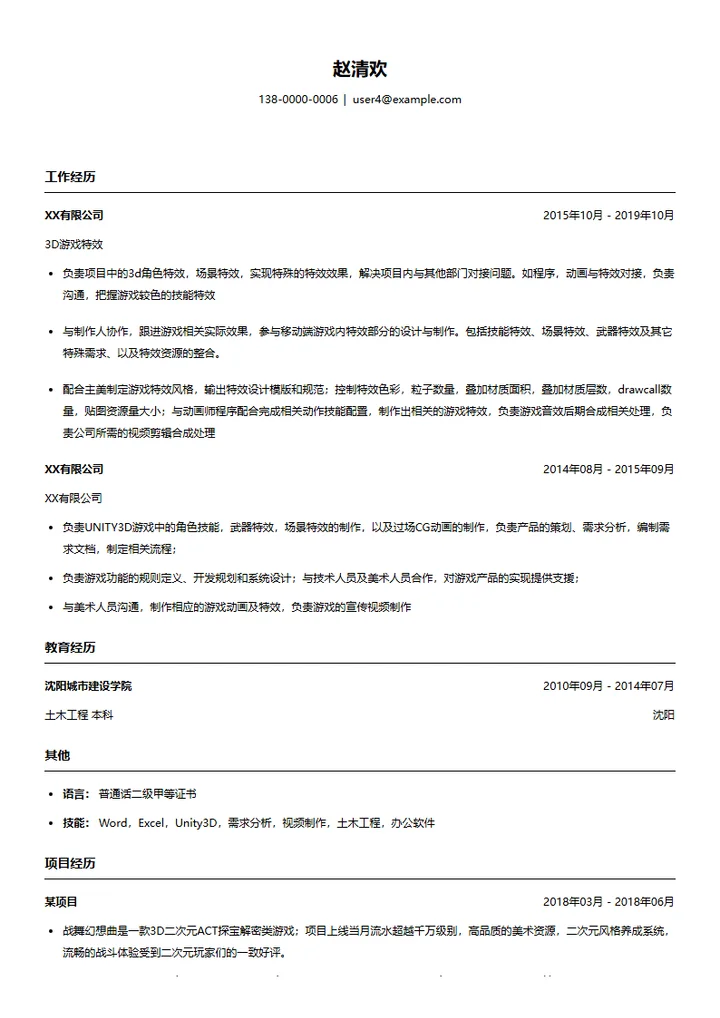 赵清欢
138-0000-0006 | user4@example.com
工作经历
XX有限公司 2015年10月 - 2019年10月
3D游戏特效
• 负责项目中的3d角色特效，场景特效，实现特殊的特效效果，解决项目内与其他部门对接问题。如程序，动画与特效对接，负责
沟通，把握游戏较色的技能特效
• 与制作人协作，跟进游戏相关实际效果，参与移动端游戏内特效部分的设计与制作。包括技能特效、场景特效、武器特效及其它
特殊需求、以及特效资源的整合。
• 配合主美制定游戏特效风格，输出特效设计模版和规范；控制特效色彩，粒子数量，叠加材质面积，叠加材质层数，drawcall数
量，贴图资源量大小；与动画师程序配合完成相关动作技能配置，制作出相关的游戏特效，负责游戏音效后期合成相关处理，负
责公司所需的视频剪辑合成处理
XX有限公司 2014年08月 - 2015年09月
XX有限公司
• 负责UNITY3D游戏中的角色技能，武器特效，场景特效的制作，以及过场CG动画的制作，负责产品的策划、需求分析，编制需
求文档，制定相关流程；
• 负责游戏功能的规则定义、开发规划和系统设计；与技术人员及美术人员合作，对游戏产品的实现提供支援；
• 与美术人员沟通，制作相应的游戏动画及特效，负责游戏的宣传视频制作
教育经历
沈阳城市建设学院 2010年09月 - 2014年07月
土木工程 本科 沈阳
其他
• 语言： 普通话二级甲等证书
• 技能： Word，Excel，Unity3D，需求分析，视频制作，土木工程，办公软件
项目经历
某项目 2018年03月 - 2018年06月
• 战舞幻想曲是一款3D二次元ACT探宝解密类游戏；项目上线当月流水超越千万级别，高品质的美术资源，二次元风格养成系统，
流畅的战斗体验受到二次元玩家们的一致好评。